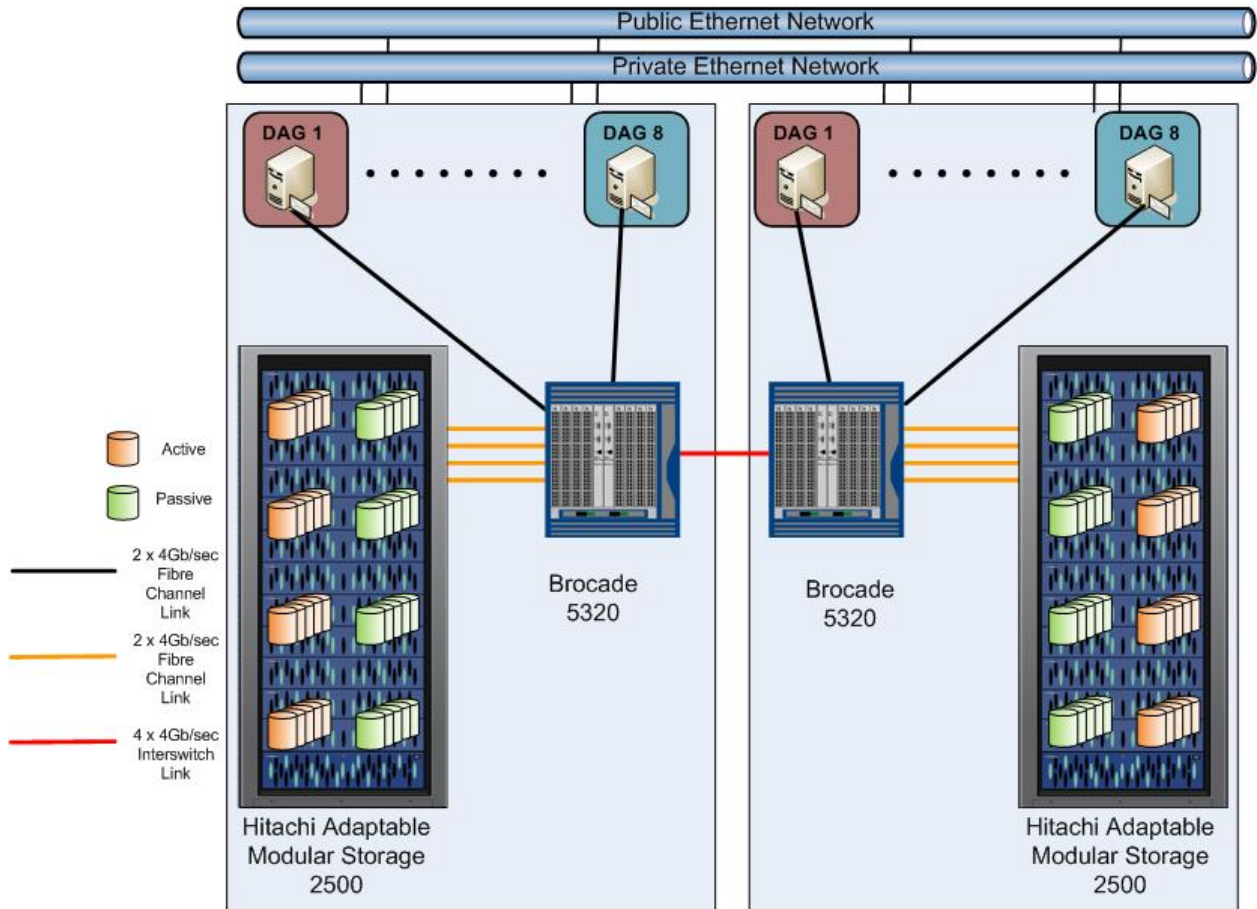 Public Ethernet Network
Private Ethernet Network
DAG 1
DAG 8
DAG 1
DAG 8
Active
Passive
2 x 4Gb/sec
Fibre
Channel
Link
2 x 4Gb/sec
Fibre
Channel
Link
4 x 4Gb/sec
Interswitch
Link
Brocade
5320
Brocade
5320
Hitachi Adaptable
Modular Storage
2500
Hitachi Adaptable
Modular Storage
2500